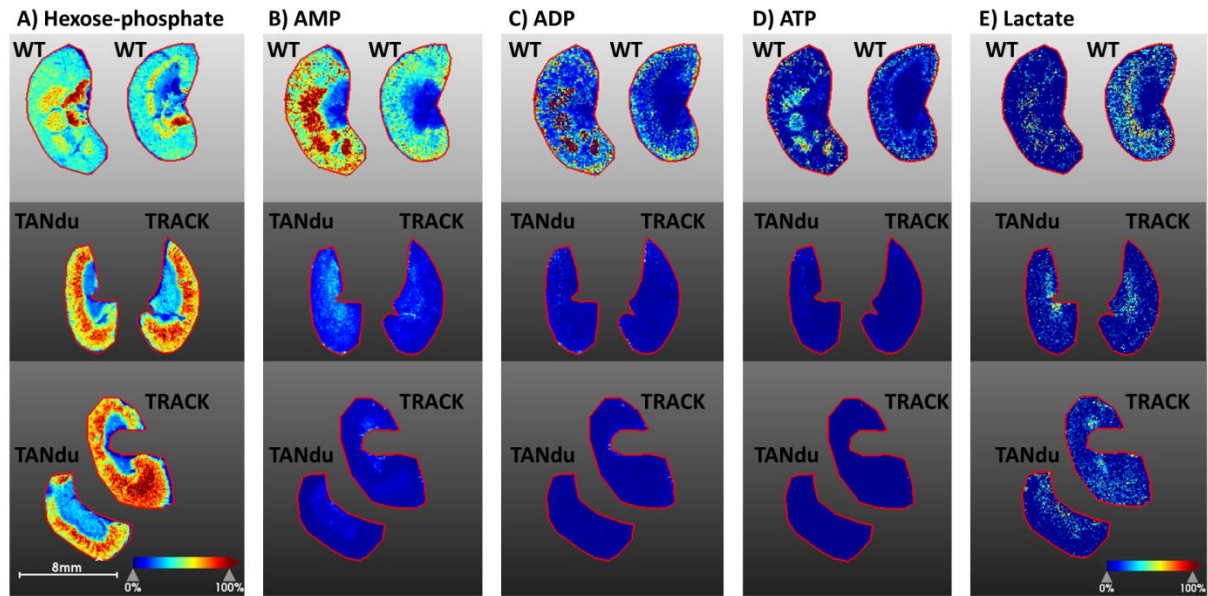 A) Hexose-phosphate B) AMP C) ADP D) ATP E) Lactate
WT WT WT WT WT WT WT WT WT WT
TANdu TRACK TANdu TRACK TANdu TRACK TANdu TRACK TANdu TRACK
TRACK TRACK TRACK TRACK TRACK
TANdu TANdu TANdu TANdu TANdu
8mm 0% 100% 0% 100%